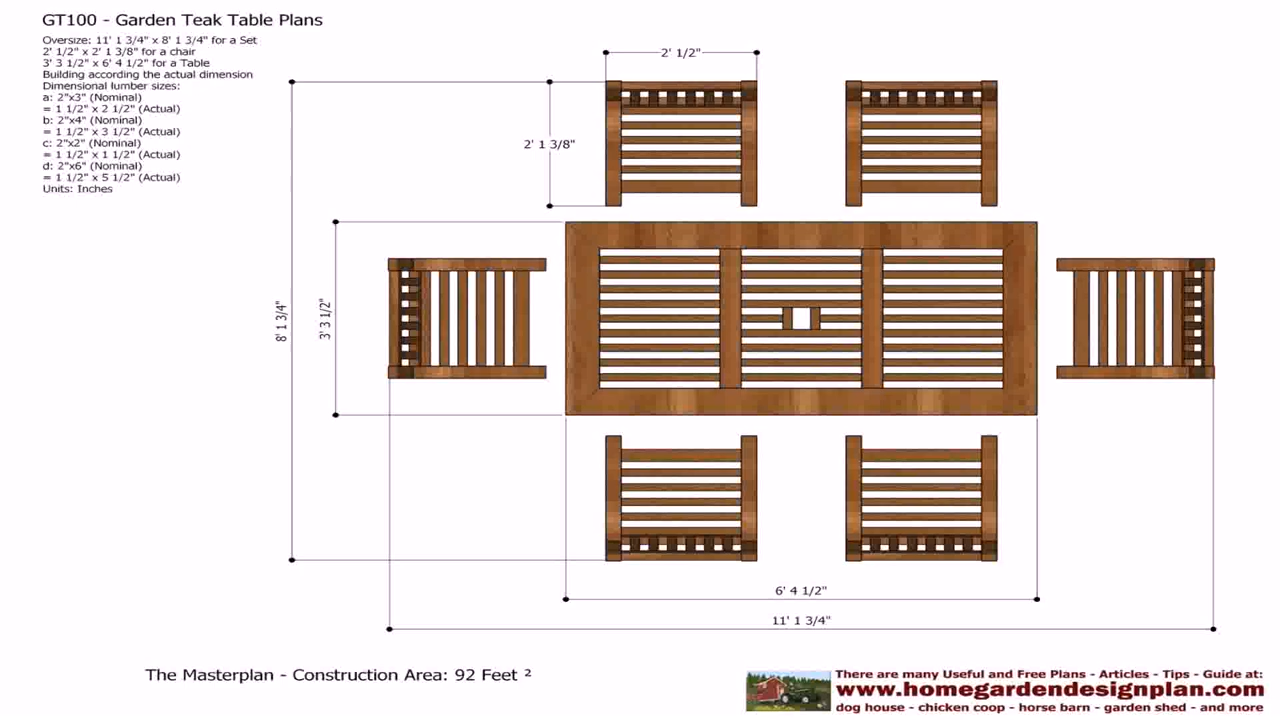 GT100 - Garden Teak Table Plans
Oversize: 11' 1 3/4" x 8' 1 3/4" for a Set
2' 1/2" x 2' 1 3/8" for a chair
3' 3 1/2" x 6' 4 1/2" for a Table
Building according the actual dimension
Dimensional lumber sizes:
a: 2"x3" (Nominal)
= 1 1/2" x 2 1/2" (Actual)
b: 2"x4" (Nominal)
= 1 1/2" x 3 1/2" (Actual)
c: 2"x2" (Nominal)
= 1 1/2" x 1 1/2" (Actual)
d: 2"x6" (Nominal)
= 1 1/2" x 5 1/2" (Actual)
Units: Inches
2' 1/2"
2' 1 3/8"
8' 1 3/4"
3' 3 1/2"
6' 4 1/2"
11' 1 3/4"
The Masterplan - Construction Area: 92 Feet ²
There are many Useful and Free Plans - Articles - Tips - Guide at:
www.homegardendesignplan.com
dog house - chicken coop - horse barn - garden shed - and more